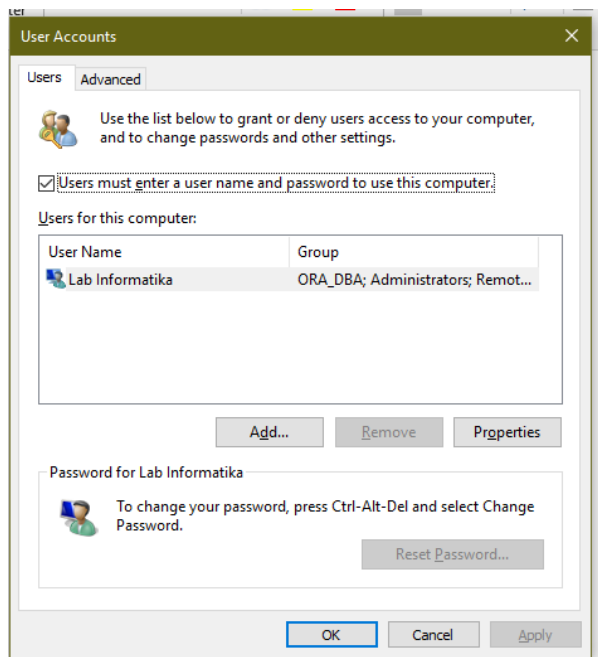 ter
User Accounts
Users Advanced
Use the list below to grant or deny users access to your computer,
and to change passwords and other settings.
Users must enter a user name and password to use this computer.
Users for this computer:
User Name Group
Lab Informatika ORA_DBA; Administrators; Remot...
Add... Remove Properties
Password for Lab Informatika
To change your password, press Ctrl-Alt-Del and select Change
Password.
Reset Password...
OK Cancel Apply